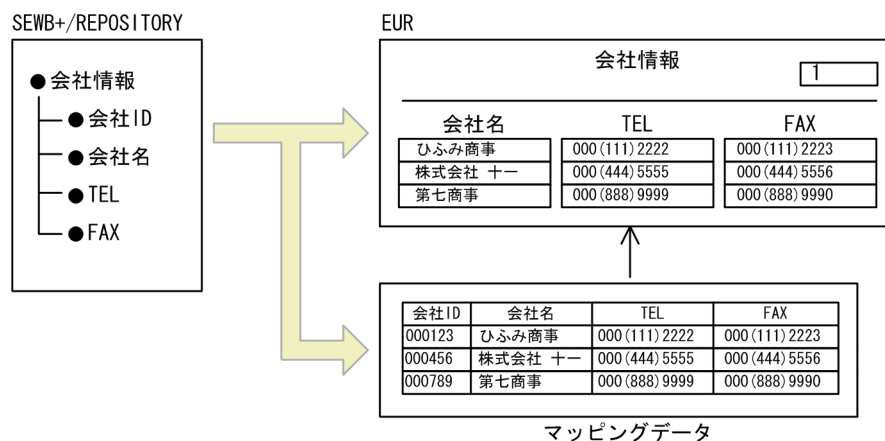 SEWB+/REPOSITORY
●会社情報
●会社ID
●会社名
●TEL
●FAX
EUR
会社情報
1
会社名 TEL FAX
ひふみ商事 000(111)2222 000(111)2223
株式会社 十一 000(444)5555 000(444)5556
第七商事 000(888)9999 000(888)9990
会社ID 会社名 TEL FAX
000123 ひふみ商事 000(111)2222 000(111)2223
000456 株式会社 十一 000(444)5555 000(444)5556
000789 第七商事 000(888)9999 000(888)9990
マッピングデータ